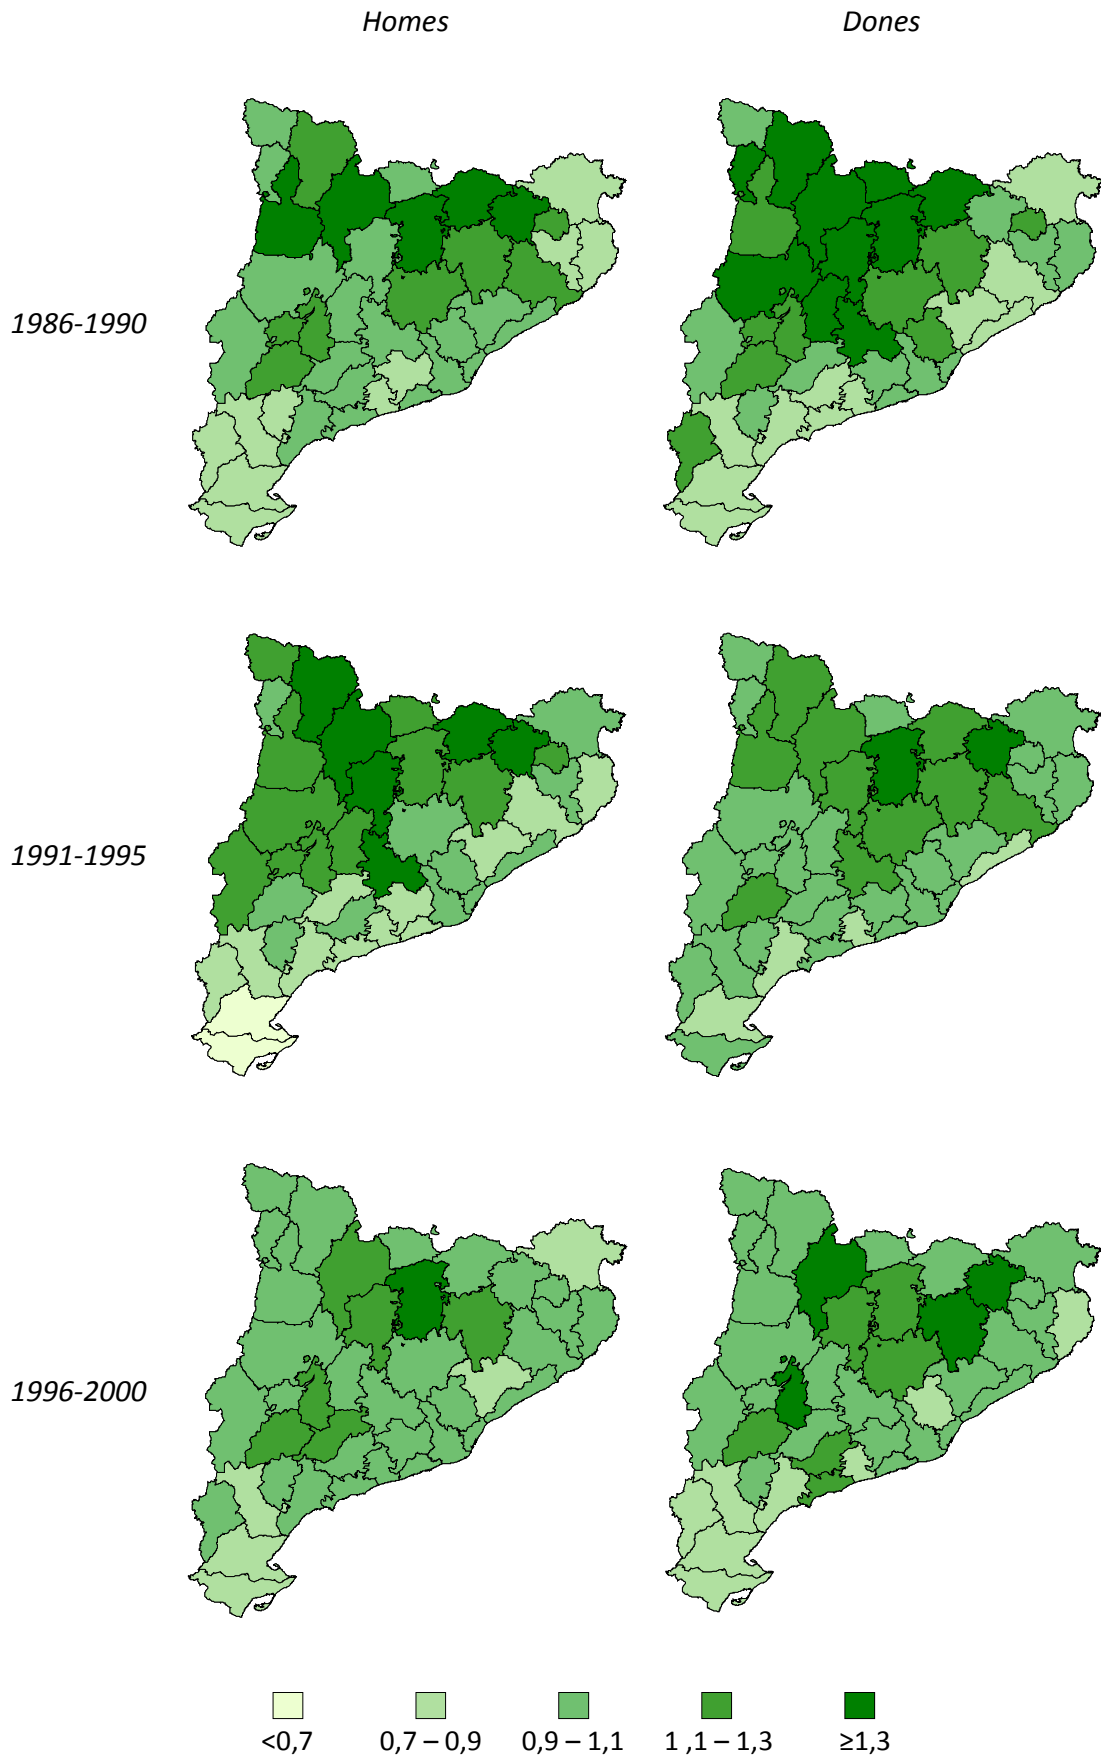 Homes Dones
1986-1990
1991-1995
1996-2000
<0,7 0,7 – 0,9 0,9 – 1,1 1 ,1 – 1,3 ≥1,3